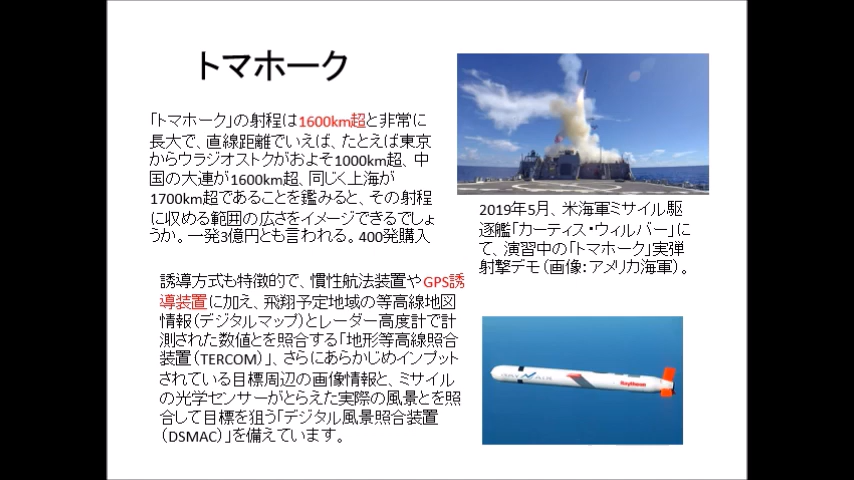 トマホーク
「トマホーク」の射程は1600km超と非常に
長大で、直線距離でいえば、たとえば東京
からウラジオストクがおよそ1000km超、中
国の大連が1600km超、同じく上海が
1700km超であることを鑑みると、その射程
に収める範囲の広さをイメージできるでしょ
うか。一発3億円とも言われる。400発購入
2019年5月、米海軍ミサイル駆
逐艦「カーティス・ウィルバー」に
て、演習中の「トマホーク」実弾
射撃デモ（画像：アメリカ海軍）。
誘導方式も特徴的で、慣性航法装置やGPS誘
導装置に加え、飛翔予定地域の等高線地図
情報（デジタルマップ）とレーダー高度計で計
測された数値とを照合する「地形等高線照合
装置（TERCOM）」、さらにあらかじめインプット
されている目標周辺の画像情報と、ミサイル
の光学センサーがとらえた実際の風景とを照
合して目標を狙う「デジタル風景照合装置
（DSMAC）」を備えています。
Raytheon